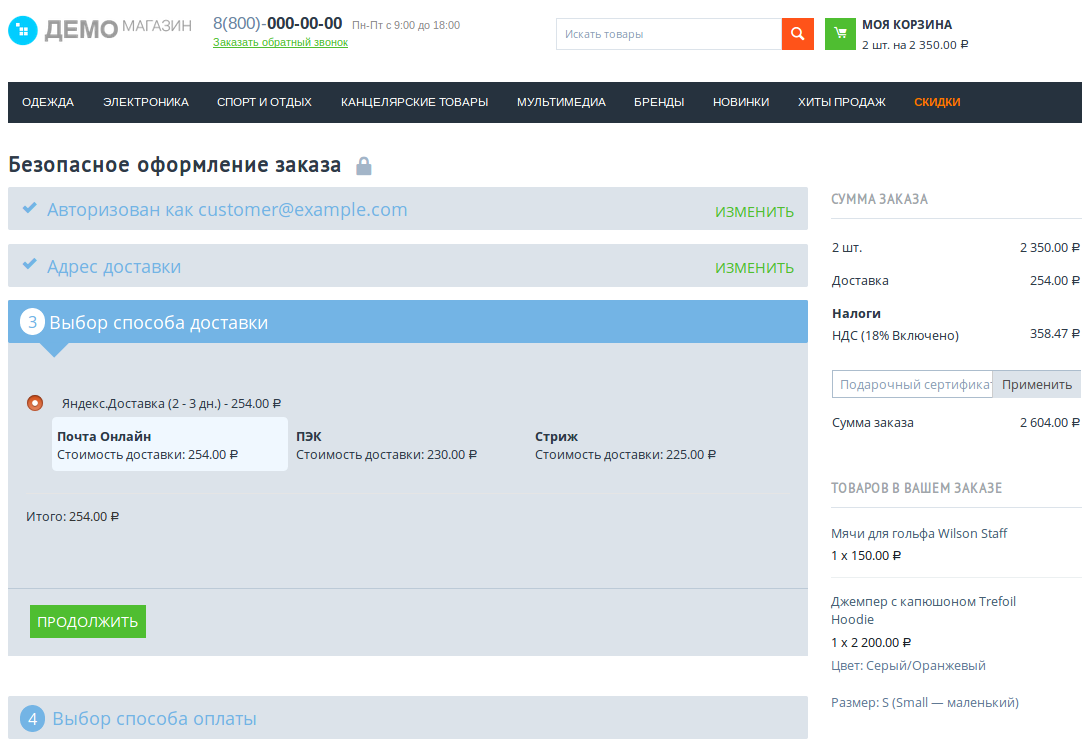 ДЕМО МАГАЗИН
8(800)-000-00-00 Пн-Пт с 9:00 до 18:00
Заказать обратный звонок
Искать товары
МОЯ КОРЗИНА
2 шт. на 2 350.00 ₽
ОДЕЖДА ЭЛЕКТРОНИКА СПОРТ И ОТДЫХ КАНЦЕЛЯРСКИЕ ТОВАРЫ МУЛЬТИМЕДИА БРЕНДЫ НОВИНКИ ХИТЫ ПРОДАЖ СКИДКИ
Безопасное оформление заказа
Авторизован как customer@example.com ИЗМЕНИТЬ
Адрес доставки ИЗМЕНИТЬ
3 Выбор способа доставки
Яндекс.Доставка (2 - 3 дн.) - 254.00 ₽
Почта Онлайн
Стоимость доставки: 254.00 ₽
ПЭК
Стоимость доставки: 230.00 ₽
Стриж
Стоимость доставки: 225.00 ₽
Итого: 254.00 ₽
ПРОДОЛЖИТЬ
4 Выбор способа оплаты
СУММА ЗАКАЗА
2 шт. 2 350.00 ₽
Доставка 254.00 ₽
Налоги
НДС (18% Включено) 358.47 ₽
Подарочный сертификат Применить
Сумма заказа 2 604.00 ₽
ТОВАРОВ В ВАШЕМ ЗАКАЗЕ
Мячи для гольфа Wilson Staff
1 x 150.00 ₽
Джемпер с капюшоном Trefoil
Hoodie
1 x 2 200.00 ₽
Цвет: Серый/Оранжевый
Размер: S (Small — маленький)